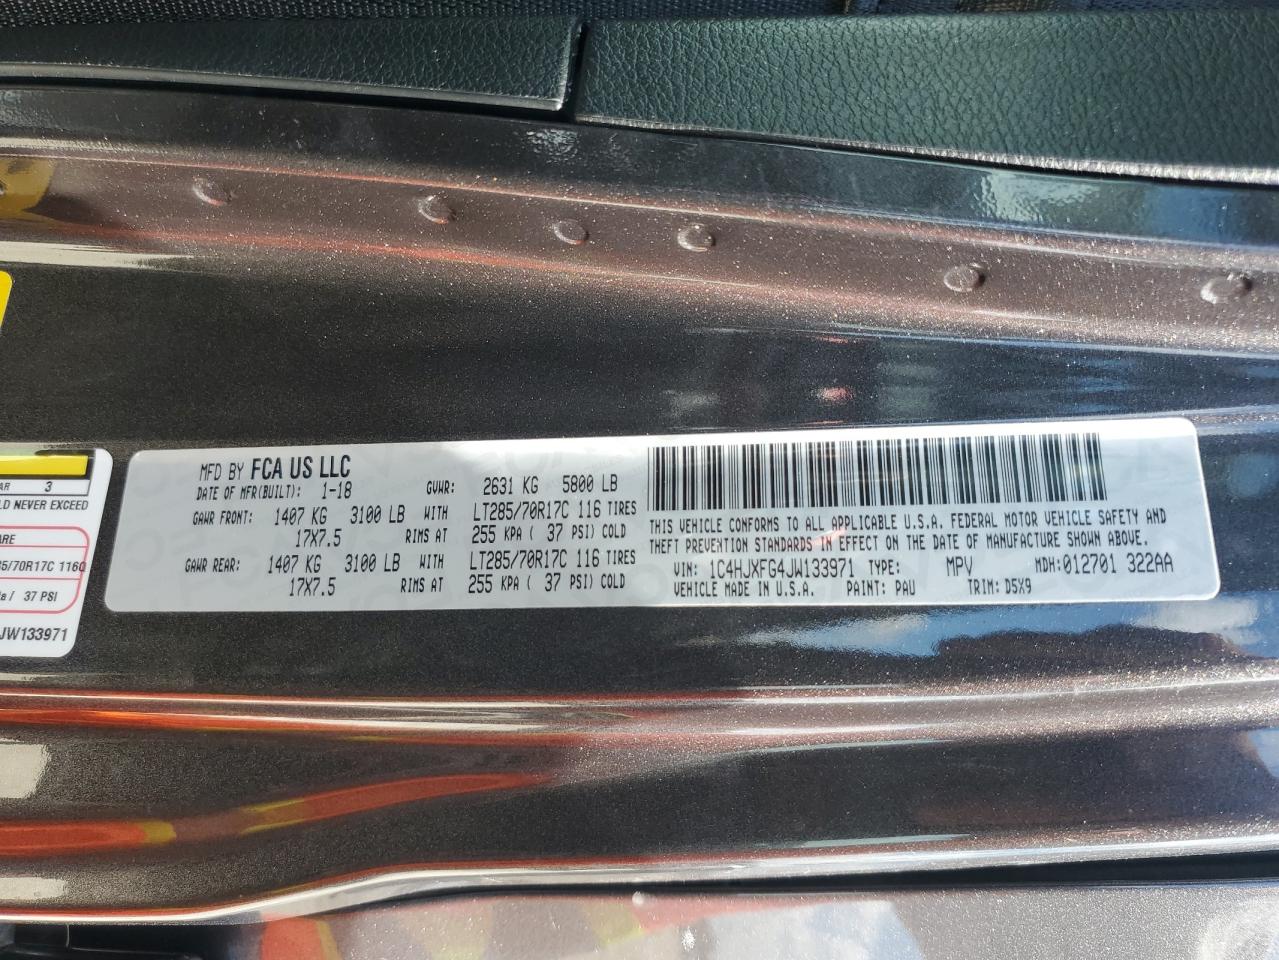 MFD BY FCA US LLC
DATE OF MFR(BUILT): 1-18 GVWR: 2631 KG 5800 LB
GAWR FRONT: 1407 KG 3100 LB WITH LT285/70R17C 116 TIRES
17X7.5 RIMS AT 255 KPA ( 37 PSI) COLD
GAWR REAR: 1407 KG 3100 LB WITH LT285/70R17C 116 TIRES
17X7.5 RIMS AT 255 KPA ( 37 PSI) COLD
THIS VEHICLE CONFORMS TO ALL APPLICABLE U.S.A. FEDERAL MOTOR VEHICLE SAFETY AND
THEFT PREVENTION STANDARDS IN EFFECT ON THE DATE OF MANUFACTURE SHOWN ABOVE.
VIN: 1C4HJXFG4JW133971 TYPE: MPV MDH:012701 322AA
VEHICLE MADE IN U.S.A. PAINT: PAU TRIM: D5X9
AR 3
LD NEVER EXCEED
ARE
5/70R17C 116Q
a / 37 PSI
JW133971